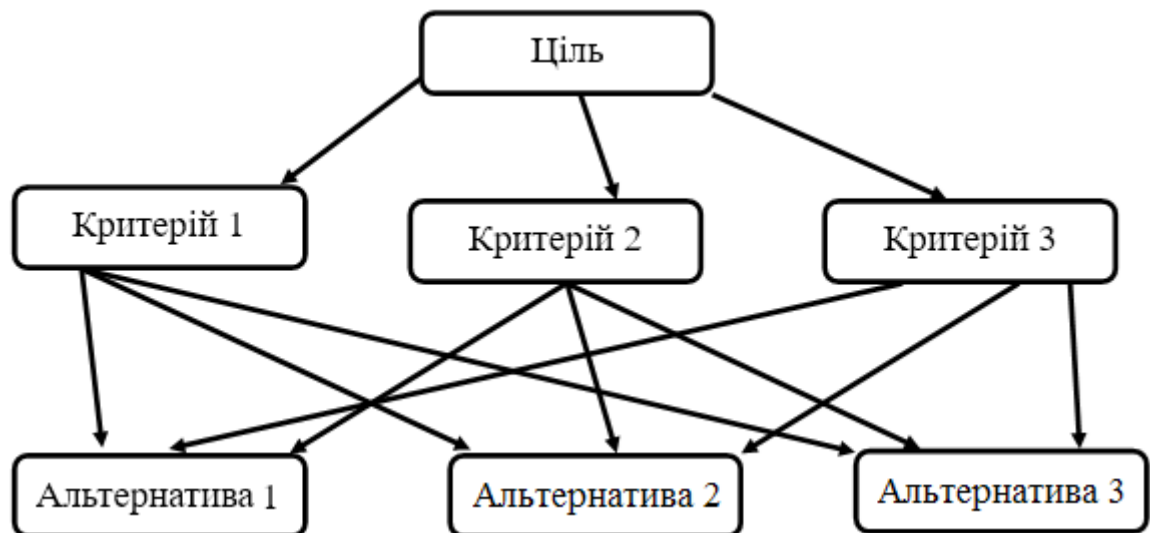 Ціль
Критерій 1
Критерій 2
Критерій 3
Альтернатива 1
Альтернатива 2
Альтернатива 3